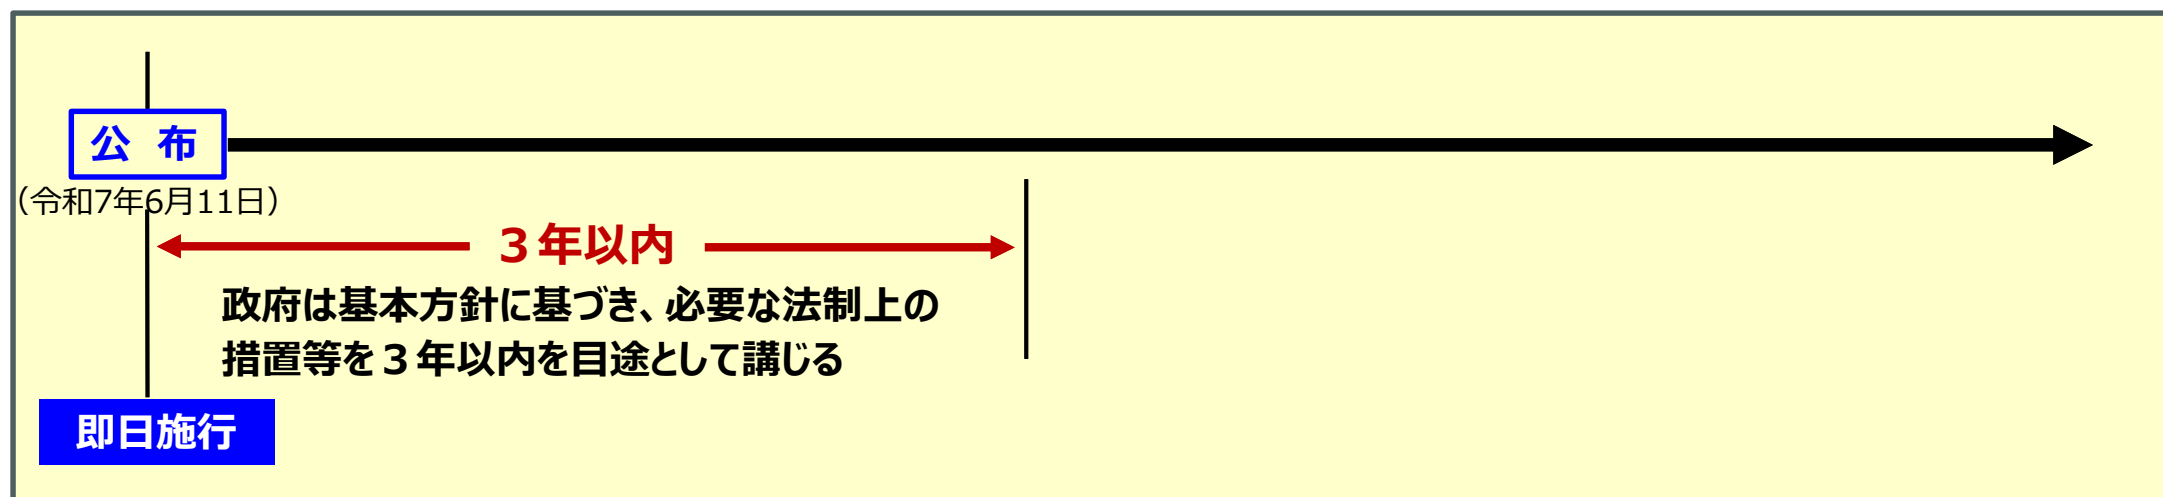 公　布
（令和7年6月11日）
３年以内
政府は基本方針に基づき、必要な法制上の
措置等を３年以内を目途として講じる
即日施行